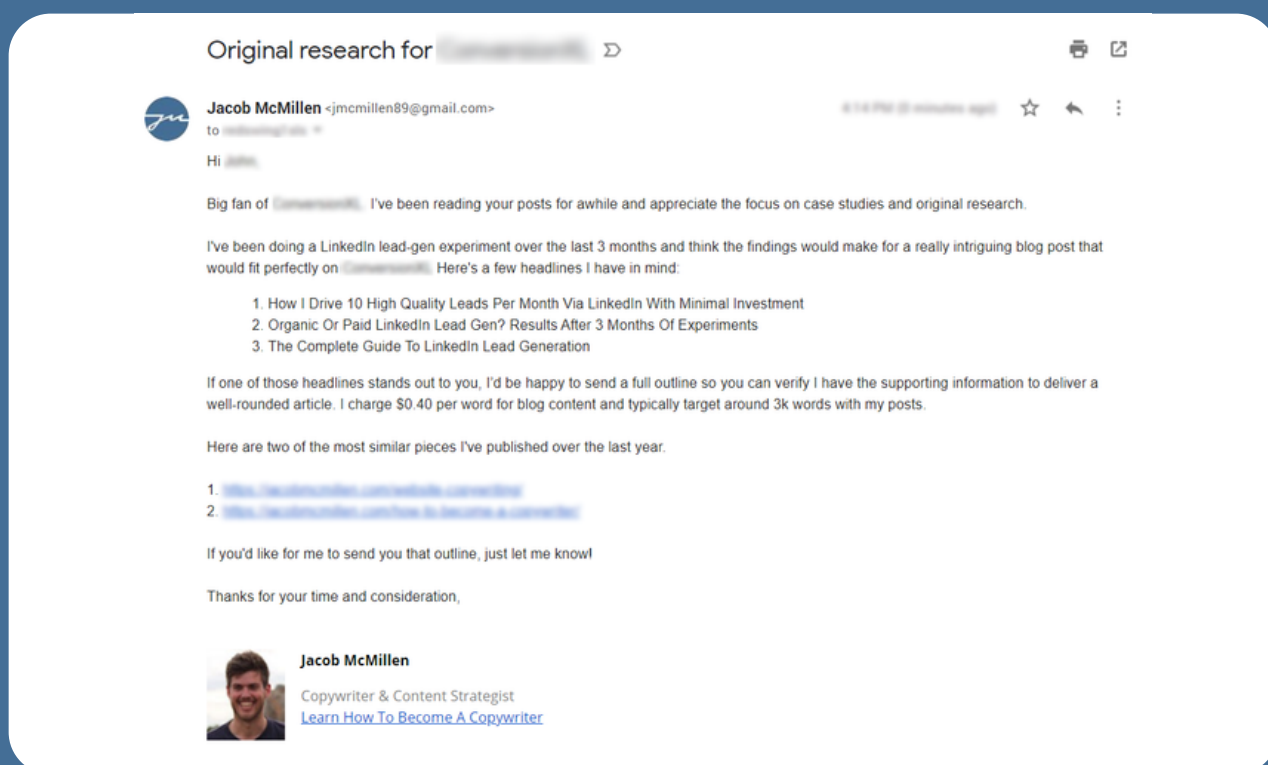 Original research for
Jacob McMillen <jmcmillen89@gmail.com>
to
Hi
Big fan of I've been reading your posts for awhile and appreciate the focus on case studies and original research.
I've been doing a LinkedIn lead-gen experiment over the last 3 months and think the findings would make for a really intriguing blog post that
would fit perfectly on Here's a few headlines I have in mind:
1. How I Drive 10 High Quality Leads Per Month Via LinkedIn With Minimal Investment
2. Organic Or Paid LinkedIn Lead Gen? Results After 3 Months Of Experiments
3. The Complete Guide To LinkedIn Lead Generation
If one of those headlines stands out to you, I'd be happy to send a full outline so you can verify I have the supporting information to deliver a
well-rounded article. I charge $0.40 per word for blog content and typically target around 3k words with my posts.
Here are two of the most similar pieces I've published over the last year.
1.
2.
If you'd like for me to send you that outline, just let me know!
Thanks for your time and consideration,
Jacob McMillen
Copywriter & Content Strategist
Learn How To Become A Copywriter